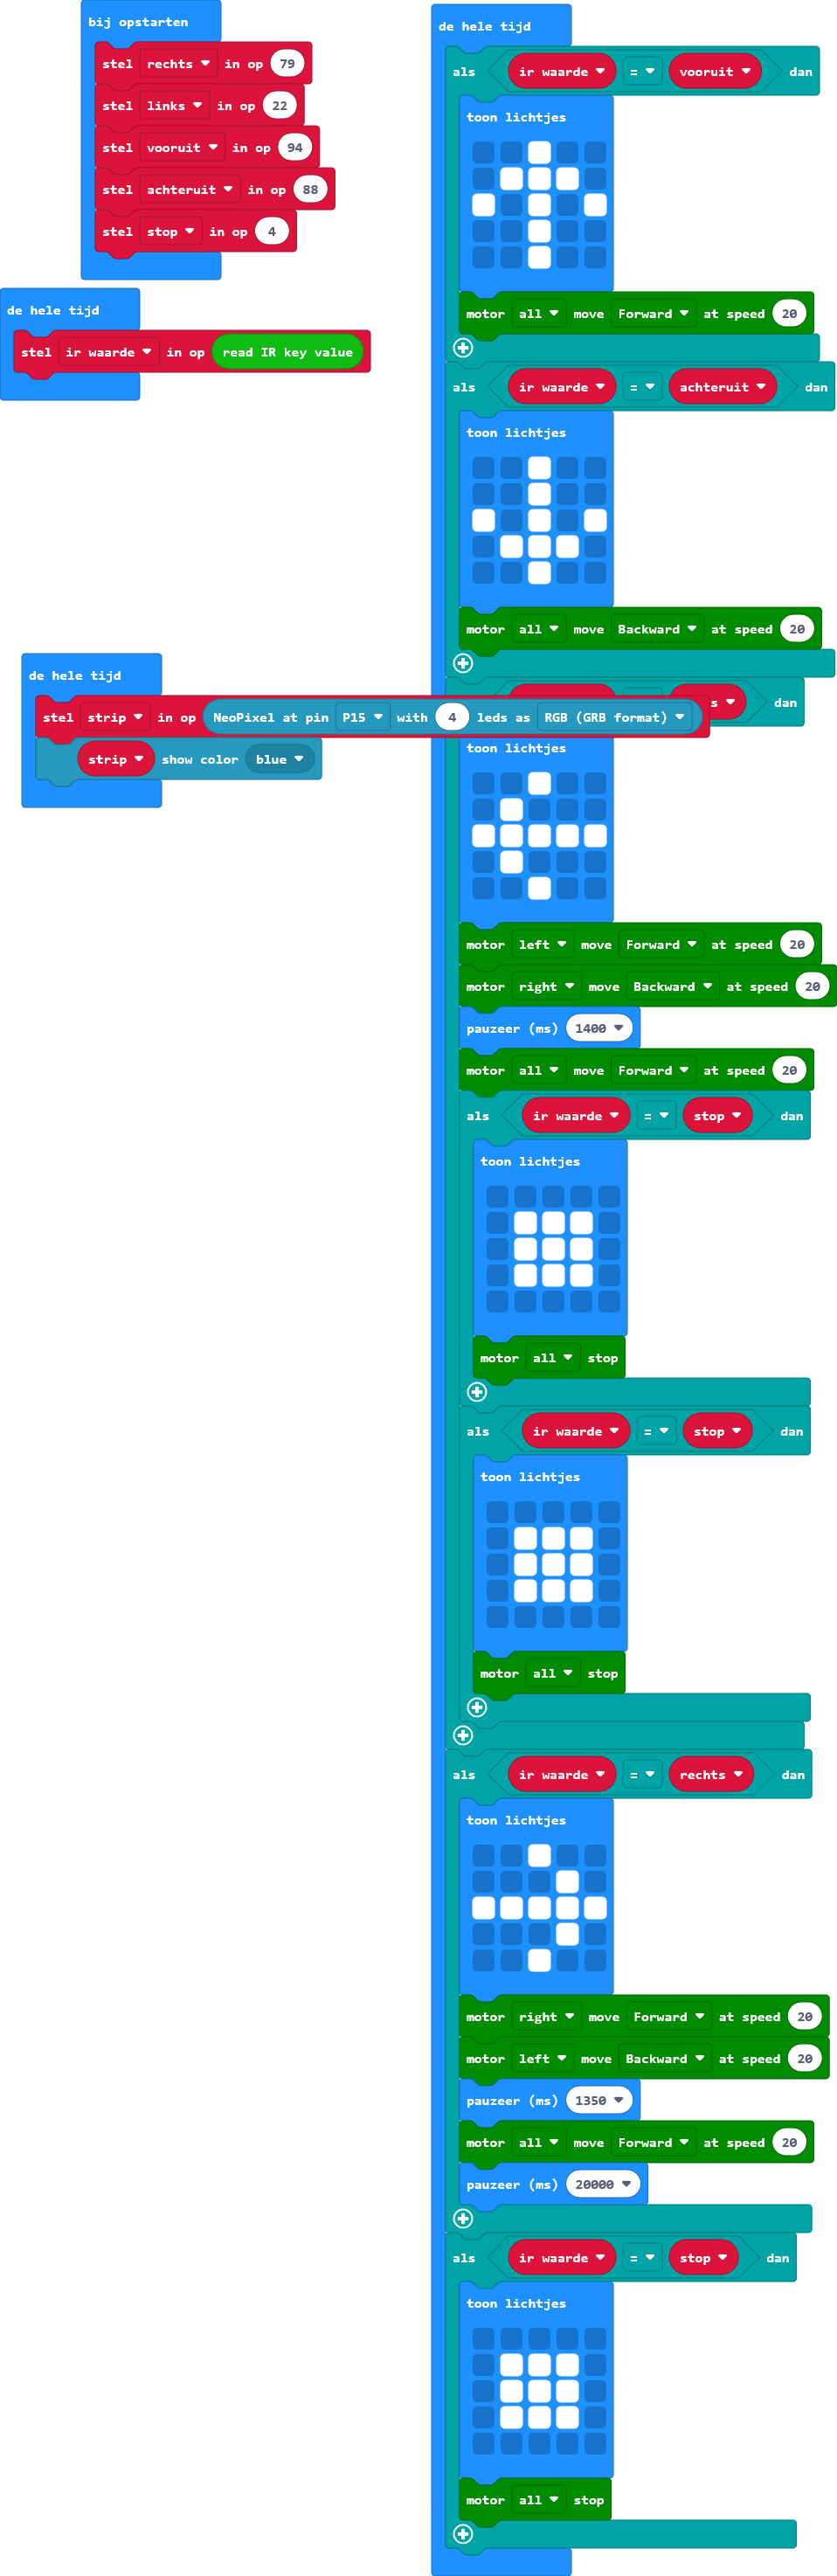 bij opstarten
stel rechts in op 79
stel links in op 22
stel vooruit in op 94
stel achteruit in op 88
stel stop in op 4
de hele tijd
stel ir waarde in op read IR key value
de hele tijd
stel strip in op NeoPixel at pin P15 with 4 leds as RGB (GRB format)
strip show color blue
de hele tijd
als ir waarde = vooruit dan
toon lichtjes
motor all move Forward at speed 20
als ir waarde = achteruit dan
toon lichtjes
motor all move Backward at speed 20
dan
toon lichtjes
motor left move Forward at speed 20
motor right move Backward at speed 20
pauzeer (ms) 1400
motor all move Forward at speed 20
als ir waarde = stop dan
toon lichtjes
motor all stop
als ir waarde = stop dan
toon lichtjes
motor all stop
als ir waarde = rechts dan
toon lichtjes
motor right move Forward at speed 20
motor left move Backward at speed 20
pauzeer (ms) 1350
motor all move Forward at speed 20
pauzeer (ms) 20000
als ir waarde = stop dan
toon lichtjes
motor all stop